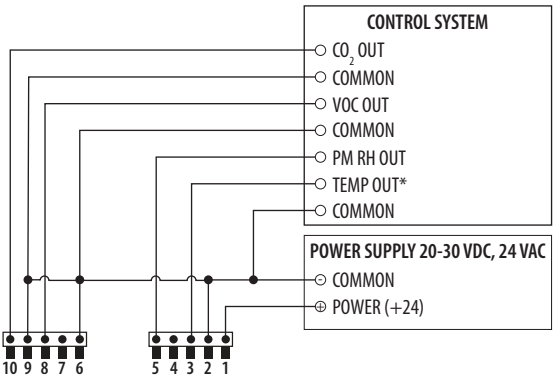 CONTROL SYSTEM
CO2 OUT
COMMON
VOC OUT
COMMON
PM RH OUT
TEMP OUT*
COMMON
POWER SUPPLY 20-30 VDC, 24 VAC
COMMON
POWER (+24)
10 9 8 7 6 5 4 3 2 1